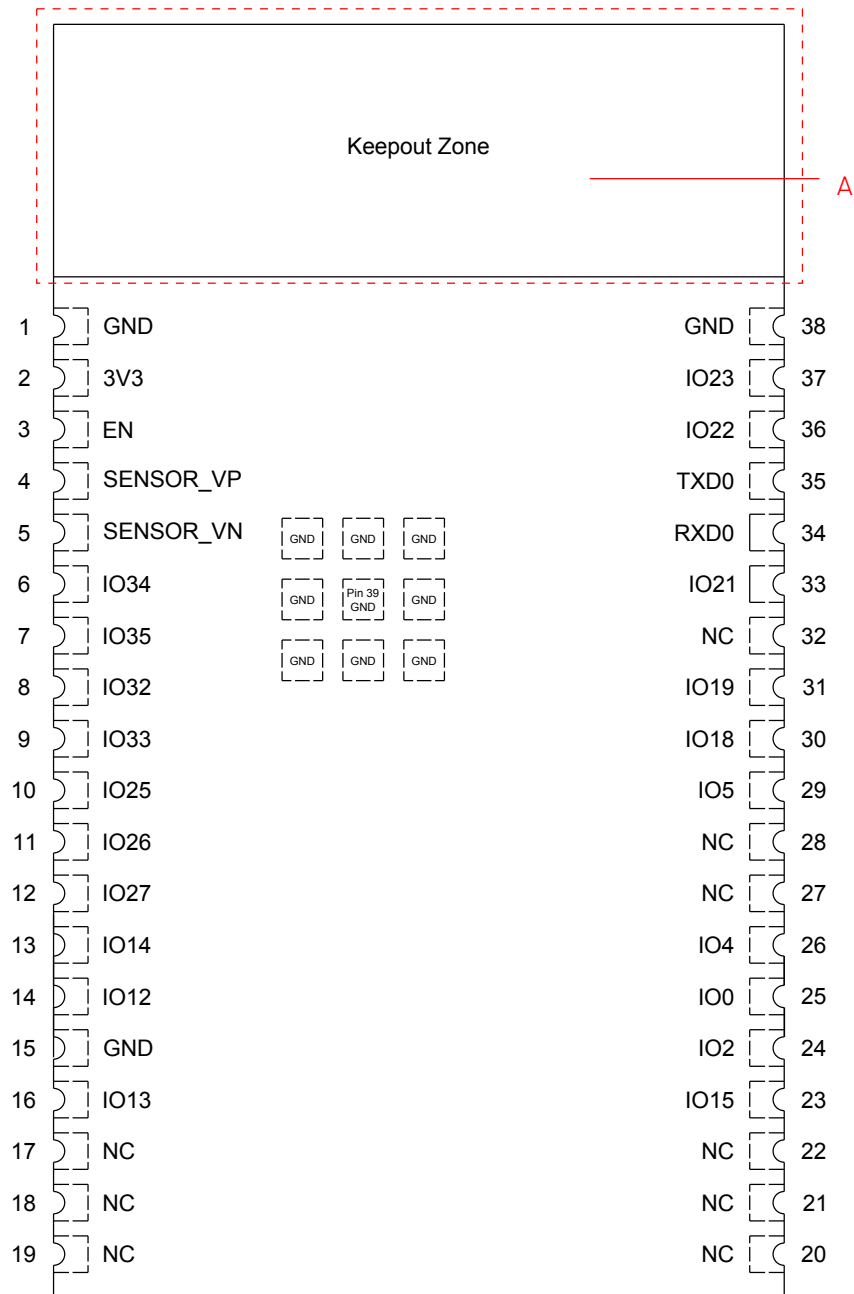 Keepout Zone
A
1 GND GND 38
2 3V3 IO23 37
3 EN IO22 36
4 SENSOR_VP TXD0 35
5 SENSOR_VN RXD0 34
GND GND GND
6 IO34 IO21 33
GND Pin 39 GND GND
7 IO35 NC 32
GND GND GND
8 IO32 IO19 31
9 IO33 IO18 30
10 IO25 IO5 29
11 IO26 NC 28
12 IO27 NC 27
13 IO14 IO4 26
14 IO12 IO0 25
15 GND IO2 24
16 IO13 IO15 23
17 NC NC 22
18 NC NC 21
19 NC NC 20